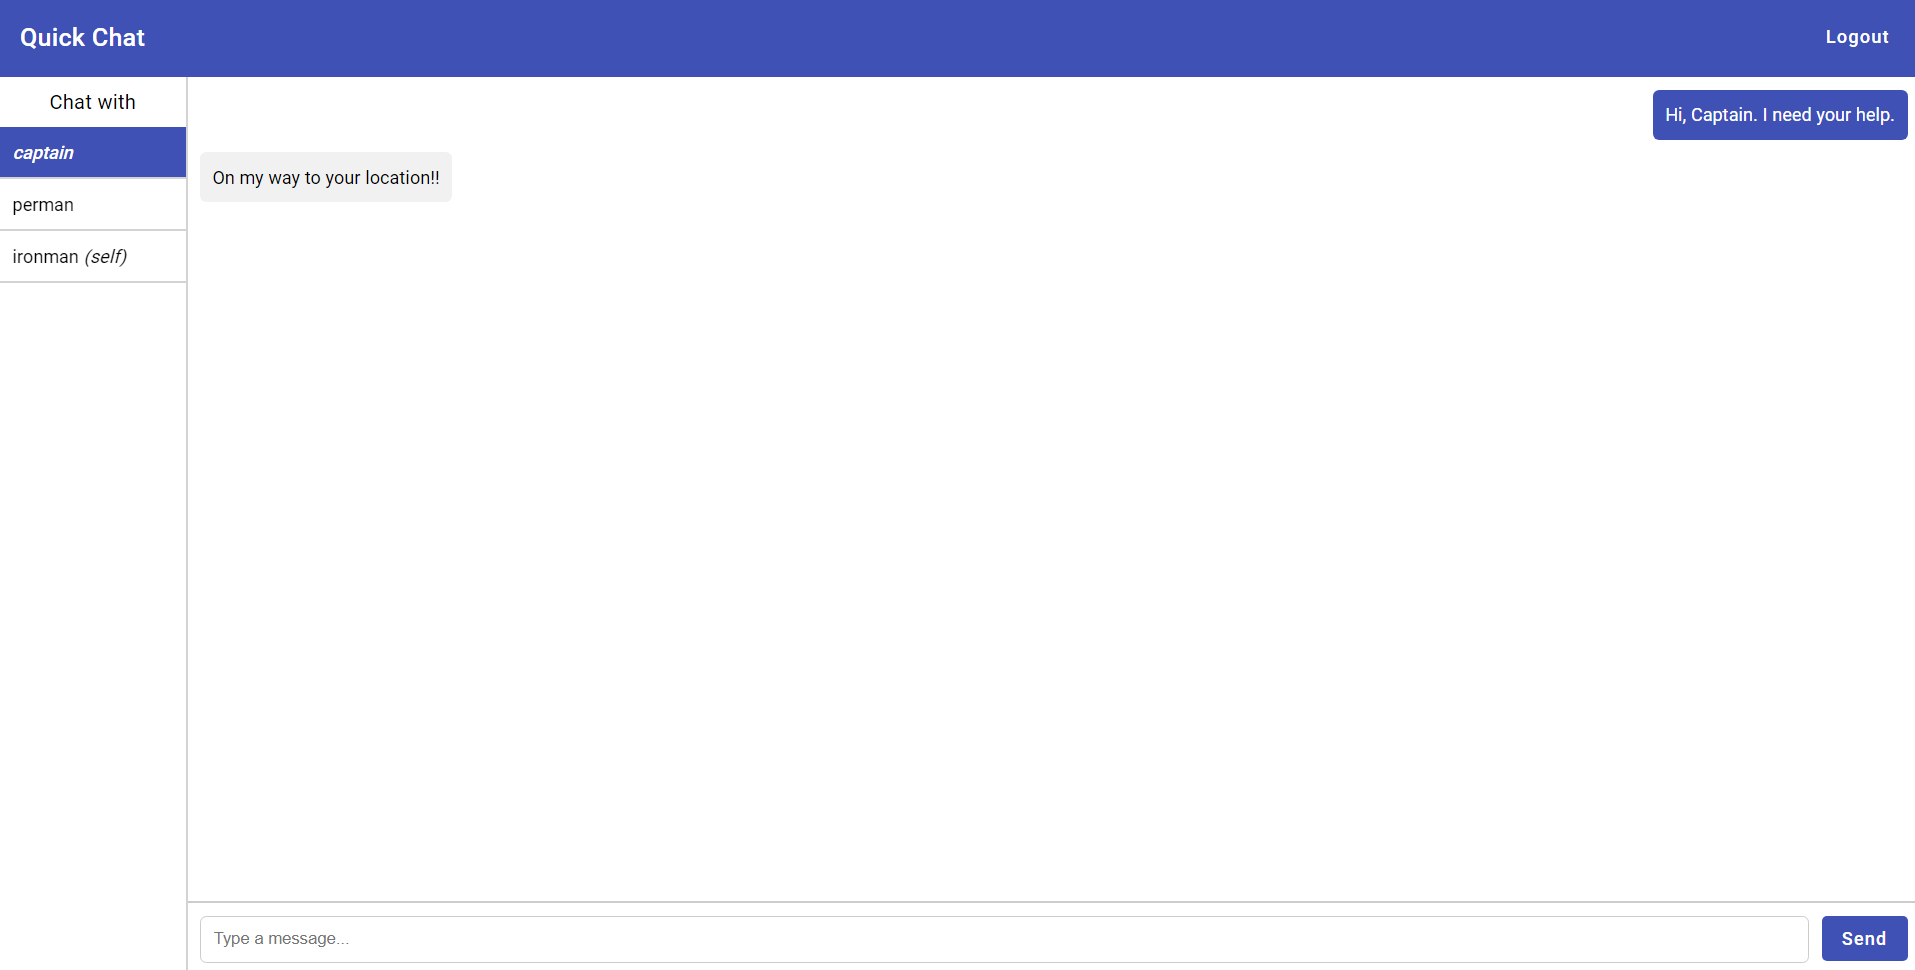 Quick Chat
Logout
Chat with
captain
perman
ironman (self)
Hi, Captain. I need your help.
On my way to your location!!
Type a message...
Send